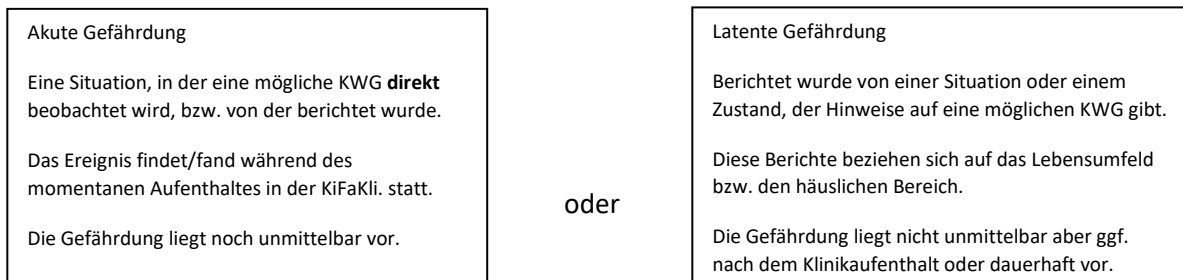 Akute Gefährdung
Eine Situation, in der eine mögliche KWG direkt
beobachtet wird, bzw. von der berichtet wurde.
Das Ereignis findet/fand während des
momentanen Aufenthaltes in der KiFaKli. statt.
Die Gefährdung liegt noch unmittelbar vor.
oder
Latente Gefährdung
Berichtet wurde von einer Situation oder einem
Zustand, der Hinweise auf eine möglichen KWG gibt.
Diese Berichte beziehen sich auf das Lebensumfeld
bzw. den häuslichen Bereich.
Die Gefährdung liegt nicht unmittelbar aber ggf.
nach dem Klinikaufenthalt oder dauerhaft vor.